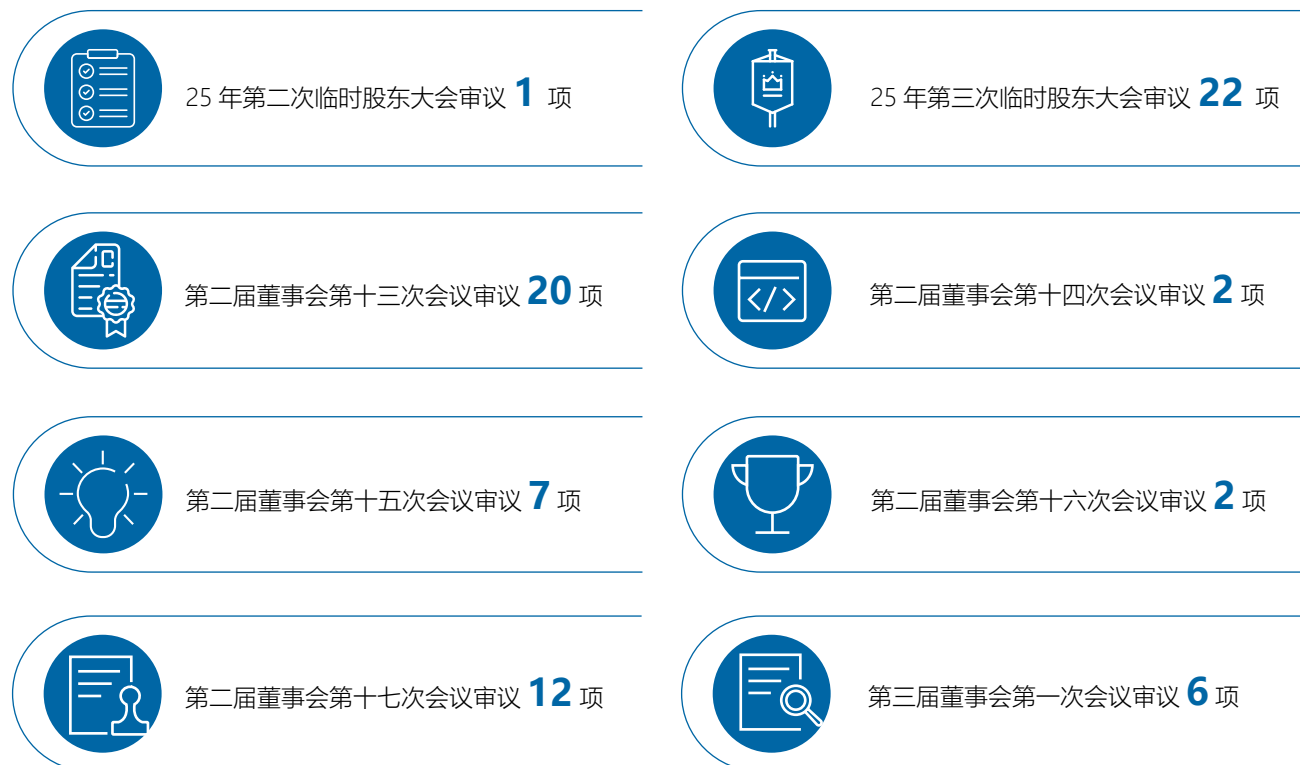 25 年第二次临时股东大会审议 1 项
25 年第三次临时股东大会审议 22 项
第二届董事会第十三次会议审议 20 项
第二届董事会第十四次会议审议 2 项
第二届董事会第十五次会议审议 7 项
第二届董事会第十六次会议审议 2 项
第二届董事会第十七次会议审议 12 项
第三届董事会第一次会议审议 6 项